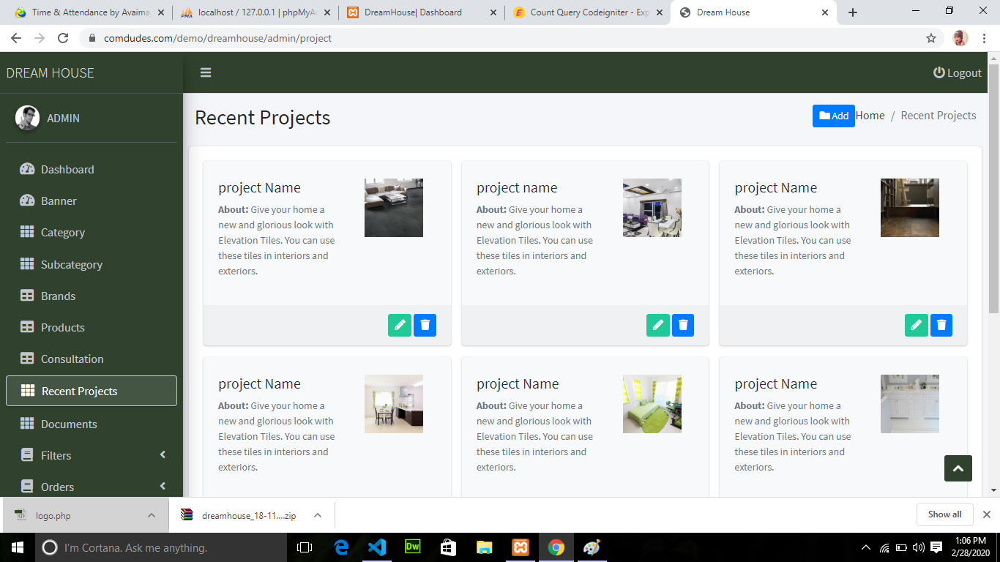 Time & Attendance by Avaima.
localhost / 127.0.0.1 | phpMyA
DreamHouse| Dashboard
Count Query Codeigniter - Exp
Dream House
comdudes.com/demo/dreamhouse/admin/project
DREAM HOUSE
Logout
ADMIN
Recent Projects
Add
Home / Recent Projects
Dashboard
Banner
Category
Subcategory
Brands
Products
Consultation
Recent Projects
Documents
Filters
Orders
project Name
About: Give your home a
new and glorious look with
Elevation Tiles. You can use
these tiles in interiors and
exteriors.
project name
About: Give your home a
new and glorious look with
Elevation Tiles. You can use
these tiles in interiors and
exteriors.
project Name
About: Give your home a
new and glorious look with
Elevation Tiles. You can use
these tiles in interiors and
exteriors.
project Name
About: Give your home a
new and glorious look with
Elevation Tiles. You can use
these tiles in interiors and
exteriors.
project Name
About: Give your home a
new and glorious look with
Elevation Tiles. You can use
these tiles in interiors and
exteriors.
project Name
About: Give your home a
new and glorious look with
Elevation Tiles. You can use
these tiles in interiors and
exteriors.
logo.php
dreamhouse_18-11....zip
Show all
I'm Cortana. Ask me anything.
Dw
1:06 PM
2/28/2020